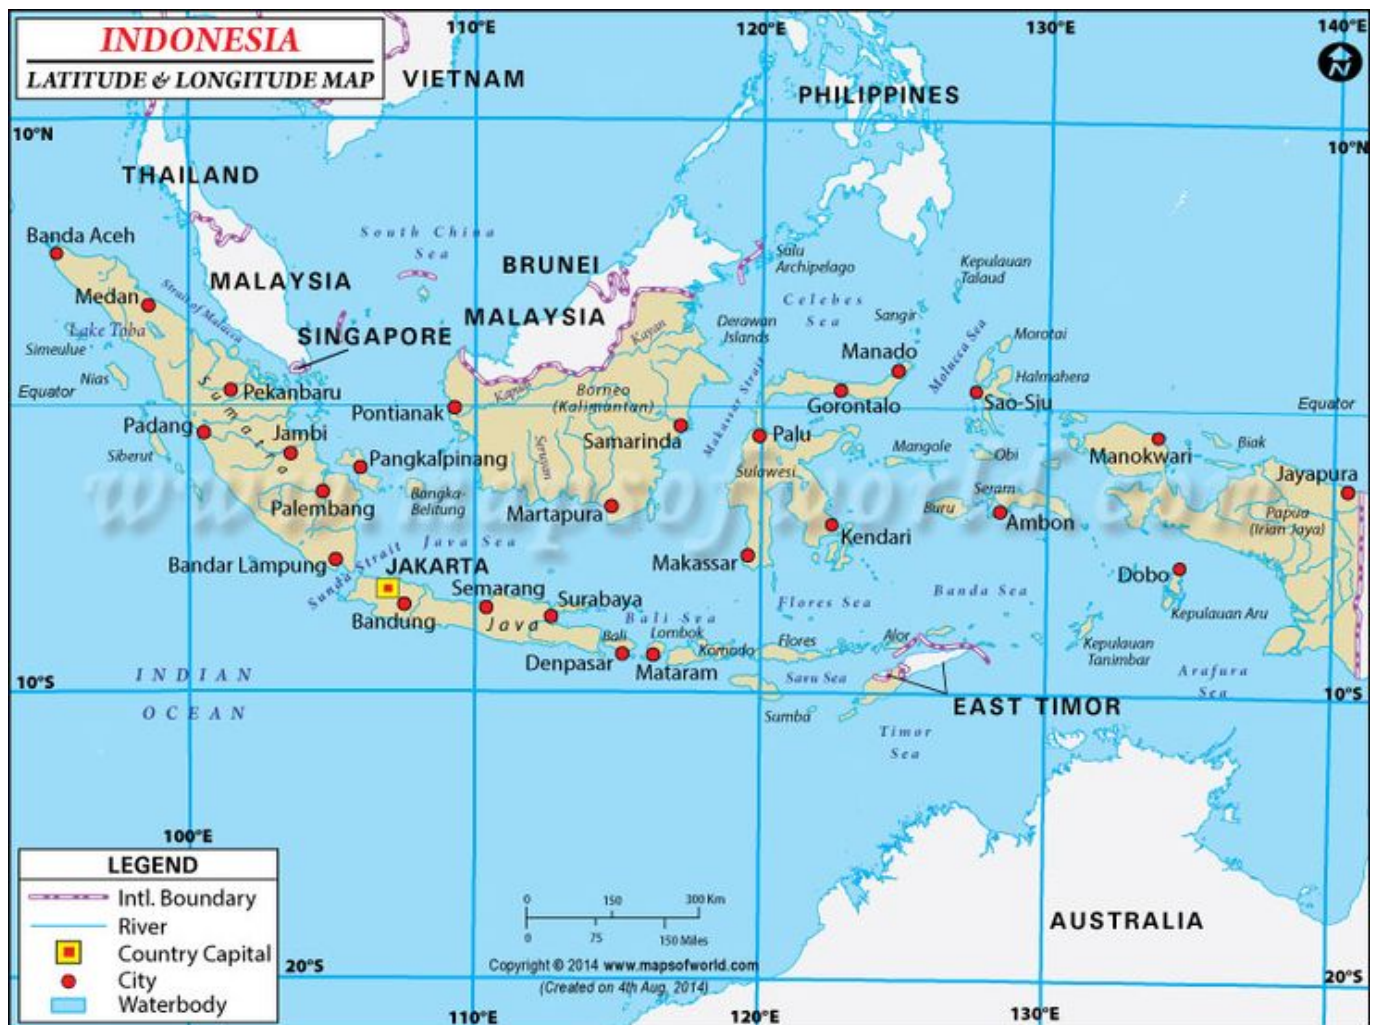 INDONESIA
LATITUDE & LONGITUDE MAP
110°E
120°E
130°E
140°E
N
VIETNAM
PHILIPPINES
10°N
10°N
THAILAND
Banda Aceh
South China
Sea
BRUNEI
Sulu
Archipelago
Kepulauan
Talaud
MALAYSIA
Medan
Strait of Malucca
MALAYSIA
Celebes
Sea
Lake Toba
SINGAPORE
Kayan
Derawan
Islands
Sangir
Molucca Sea
Morotai
Simeulue
Manado
Nias
Halmahera
Equator
Pekanbaru
Sumatra
Kapuas
Borneo
(Kalimantan)
Makassar Strait
Gorontalo
Sao-Siu
Equator
Pontianak
Padang
Jambi
Samarinda
Palu
Mangole
Obi
Manokwari
Biak
Siberut
Pangkalpinang
Seruyan
Sulawesi
Jayapura
www.mapsofworld.com
Palembang
Bangka-
Belitung
Martapura
Buru
Seram
Ambon
Papua
(Irian Jaya)
Java Sea
Kendari
Bandar Lampung
Sunda Strait
JAKARTA
Makassar
Dobo
Semarang
Surabaya
Flores Sea
Banda Sea
Kepulauan Aru
Bandung
Java
Bali Sea
Bali
Lombok
Komodo
Flores
Alor
Kepulauan
Tanimbar
Denpasar
Mataram
Savu Sea
Arafura
Sea
10°S
INDIAN
OCEAN
10°S
EAST TIMOR
Sumba
Timor
Sea
100°E
LEGEND
Intl. Boundary
River
Country Capital
City
Waterbody
0 150 300 Km
0 75 150 Miles
AUSTRALIA
20°S
Copyright © 2014 www.mapsofworld.com
(Created on 4th Aug, 2014)
20°S
110°E
120°E
130°E